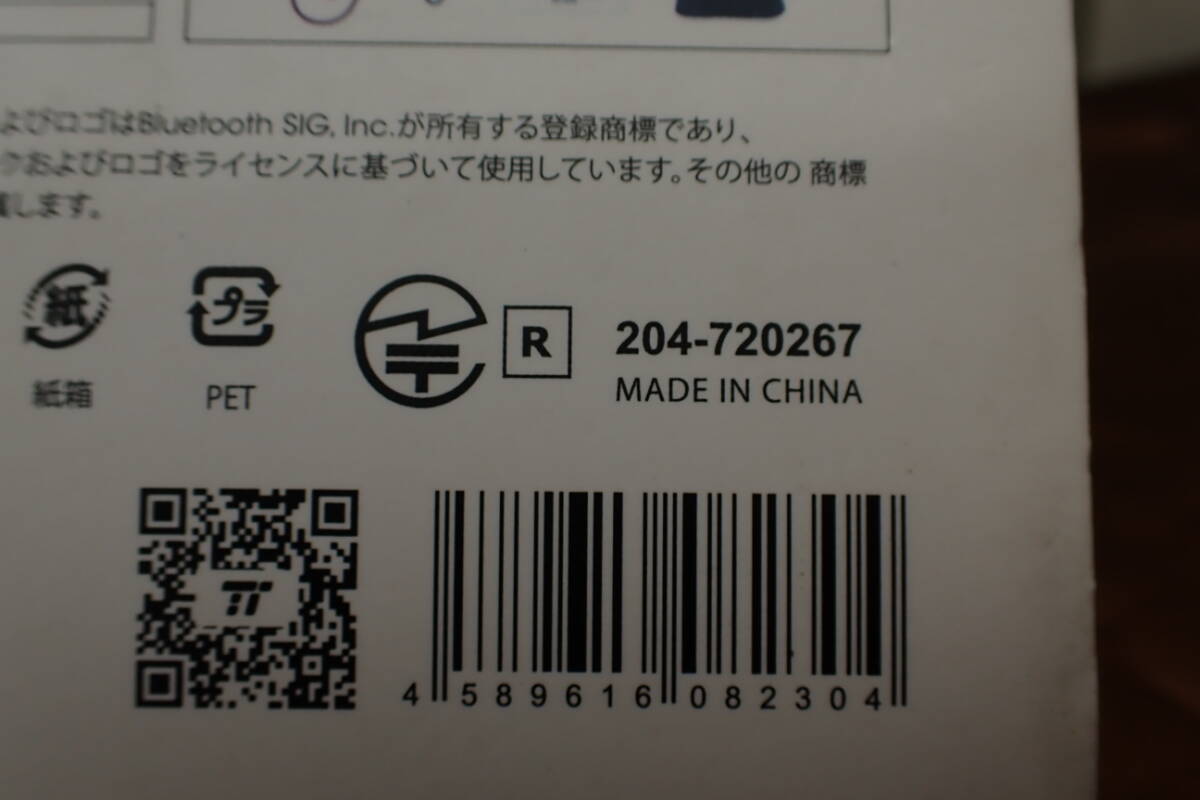 よびロゴはBluetooth SIG, Inc.が所有する登録商標であり、
クおよびロゴをライセンスに基づいて使用しています。その他の 商標
属します。
紙
プラ
紙箱
PET
R
204-720267
MADE IN CHINA
4 589616 082304